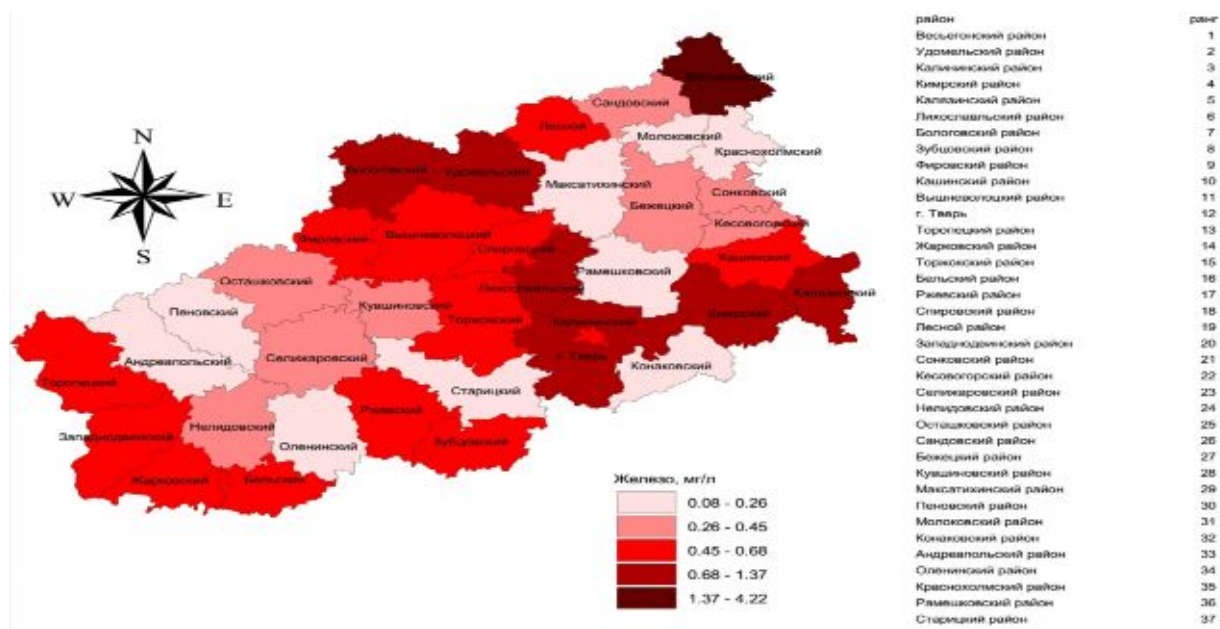 N
W
E
S
Весьегонский
Сандовский
Лесной
Молоковский
Краснохолмский
Бологовский
Удомельский
Максатихинский
Сонковский
Бежецкий
Кесовогорский
Фировский
Вышневолоцкий
Спировский
Кашинский
Рамешковский
Осташковский
Лихославльский
Калязинский
Кувшиновский
Пеновский
Торжокский
Калининский
Кимрский
Андреапольский
Селижаровский
г. Тверь
Конаковский
Торопецкий
Старицкий
Ржевский
Нелидовский
Западнодвинский
Оленинский
Зубцовский
Жарковский
Бельский
Железо, мг/л
0.08 - 0.26
0.26 - 0.45
0.45 - 0.68
0.68 - 1.37
1.37 - 4.22
район ранг
Весьегонский район 1
Удомельский район 2
Калининский район 3
Кимрский район 4
Калязинский район 5
Лихославльский район 6
Бологовский район 7
Зубцовский район 8
Фировский район 9
Кашинский район 10
Вышневолоцкий район 11
г. Тверь 12
Торопецкий район 13
Жарковский район 14
Торжокский район 15
Бельский район 16
Ржевский район 17
Спировский район 18
Лесной район 19
Западнодвинский район 20
Сонковский район 21
Кесовогорский район 22
Селижаровский район 23
Нелидовский район 24
Осташковский район 25
Сандовский район 26
Бежецкий район 27
Кувшиновский район 28
Максатихинский район 29
Пеновский район 30
Молоковский район 31
Конаковский район 32
Андреапольский район 33
Оленинский район 34
Краснохолмский район 35
Рамешковский район 36
Старицкий район 37